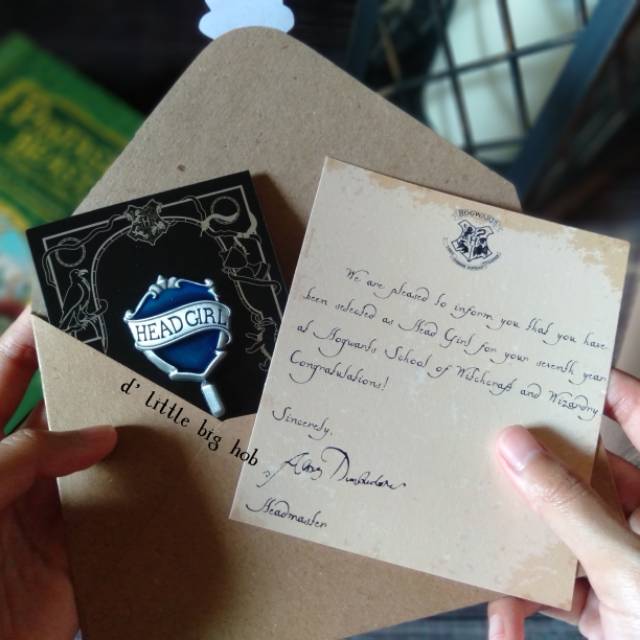 HOGWARTS
HEAD GIRL
d' little big hob
We are pleased to inform you that you have
been selected as Head Girl for your seventh year
at Hogwarts School of Witchcraft and Wizardry
Congratulations!
Sincerely,
Albus Dumbledore
Headmaster